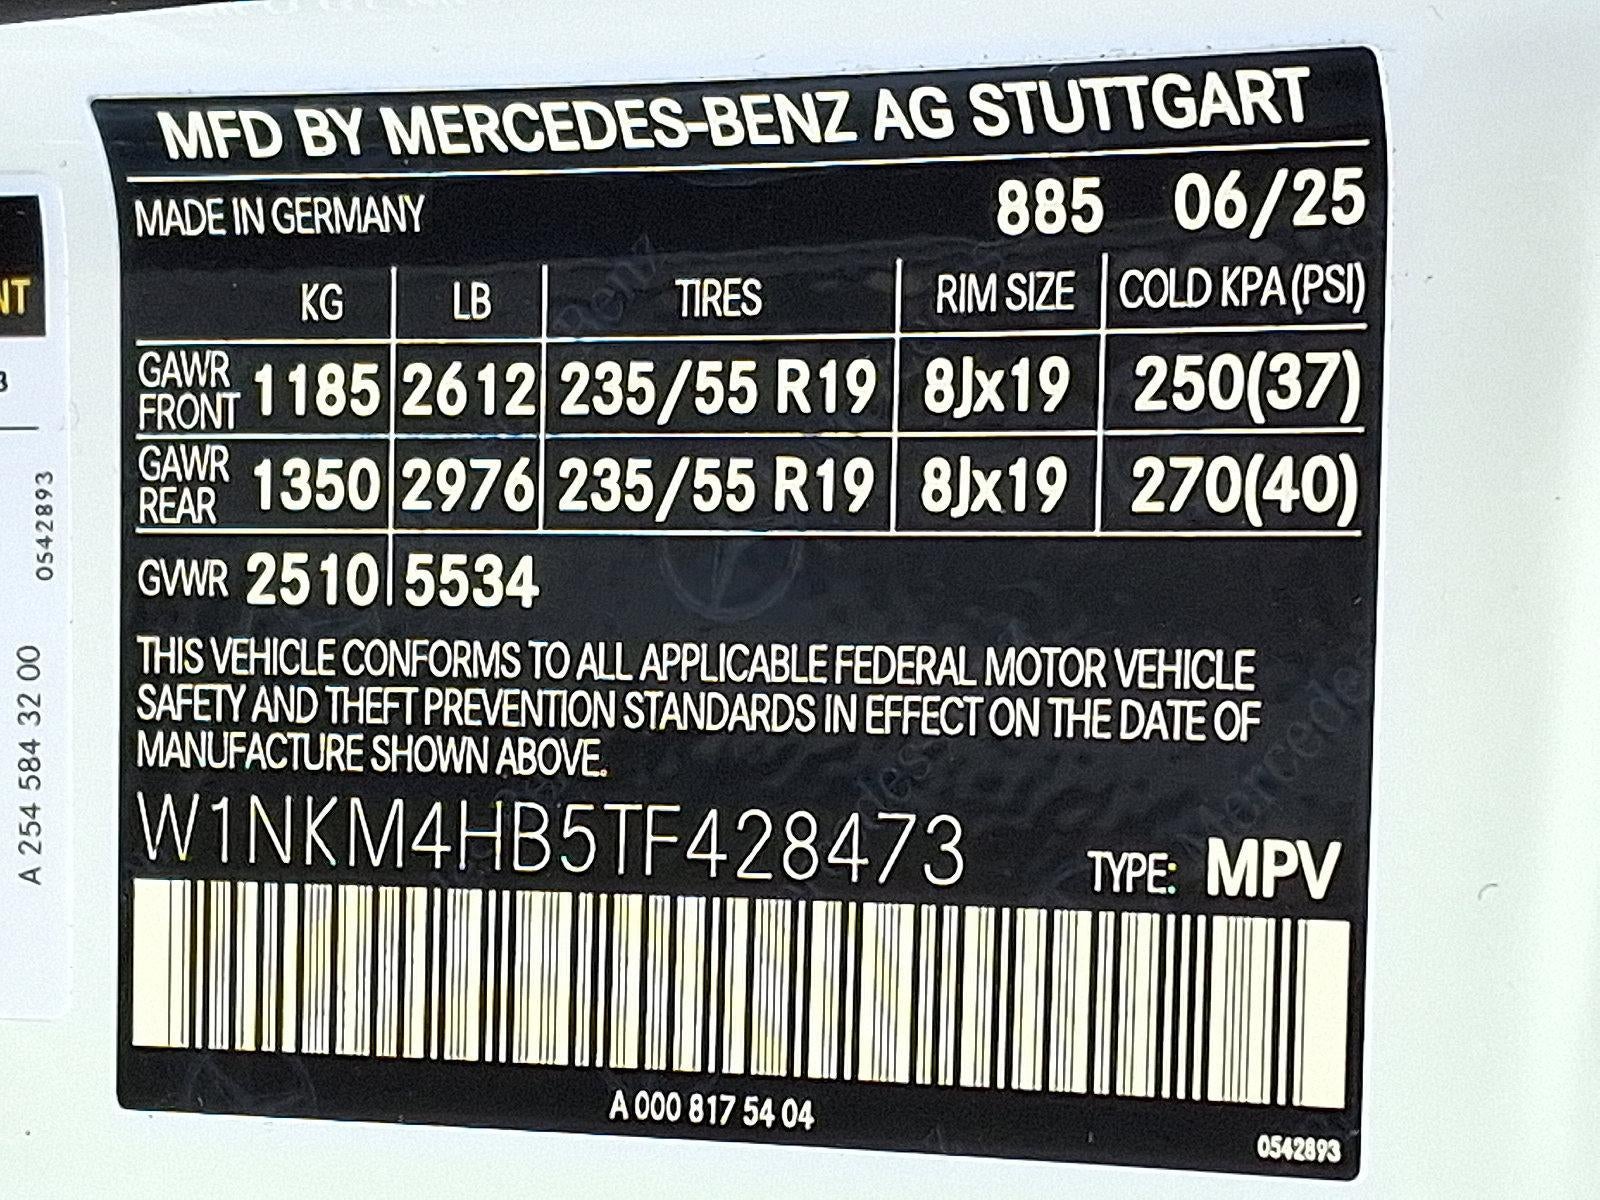 MFD BY MERCEDES-BENZ AG STUTTGART
MADE IN GERMANY 885 06/25
KG LB TIRES RIM SIZE COLD KPA (PSI)
GAWR FRONT 1185 2612 235/55 R19 8Jx19 250(37)
GAWR REAR 1350 2976 235/55 R19 8Jx19 270(40)
GVWR 2510 5534
THIS VEHICLE CONFORMS TO ALL APPLICABLE FEDERAL MOTOR VEHICLE
SAFETY AND THEFT PREVENTION STANDARDS IN EFFECT ON THE DATE OF
MANUFACTURE SHOWN ABOVE.
W1NKM4HB5TF428473 TYPE: MPV
A 000 817 54 04
0542893
A 254 584 32 00 0542893